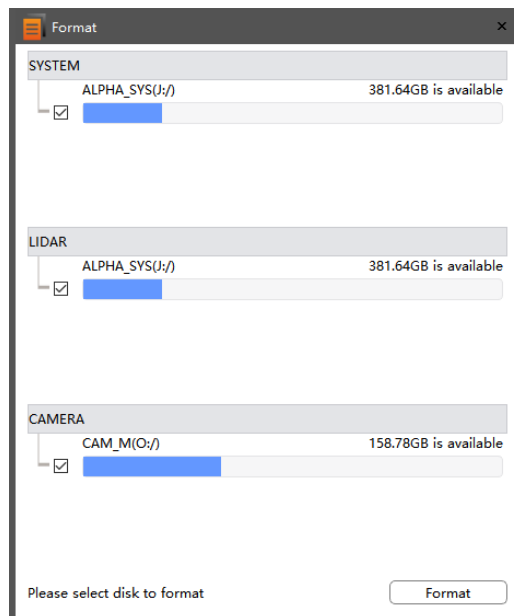 Format
SYSTEM
ALPHA_SYS(J:/) 381.64GB is available
LIDAR
ALPHA_SYS(J:/) 381.64GB is available
CAMERA
CAM_M(O:/) 158.78GB is available
Please select disk to format Format